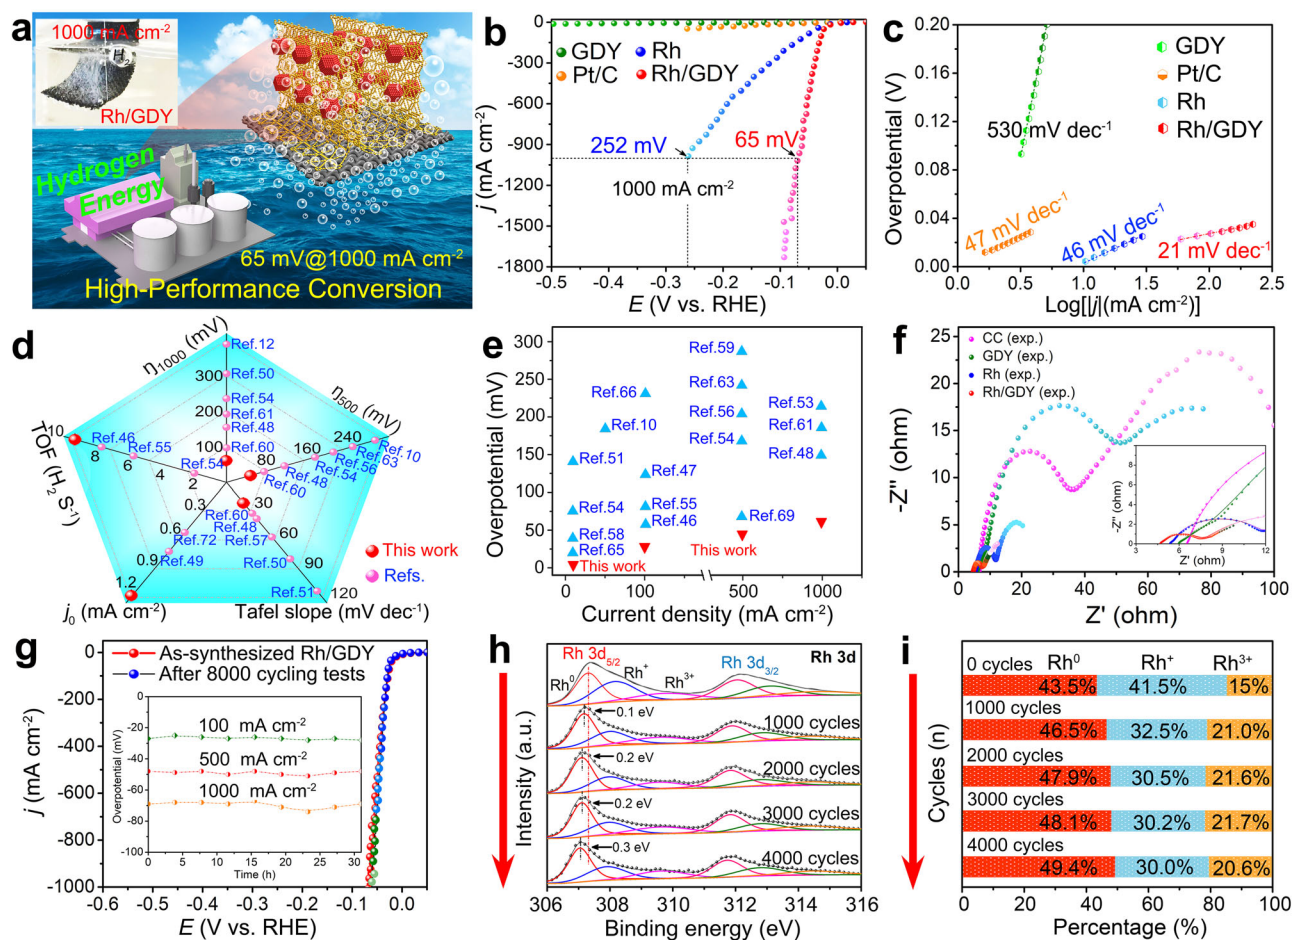 a
1000 mA cm⁻²
H₂
Rh/GDY
Hydrogen
Energy
65 mV@1000 mA cm⁻²
High-Performance Conversion
b
GDY
Rh
Pt/C
Rh/GDY
252 mV
65 mV
1000 mA cm⁻²
j (mA cm⁻²)
0
-300
-600
-900
-1200
-1500
-1800
-0.5 -0.4 -0.3 -0.2 -0.1 0.0
E (V vs. RHE)
c
GDY
Pt/C
Rh
Rh/GDY
530 mV dec⁻¹
47 mV dec⁻¹
46 mV dec⁻¹
21 mV dec⁻¹
Overpotential (V)
0.20
0.16
0.12
0.08
0.04
0.00
0.0 0.5 1.0 1.5 2.0 2.5
Log[|j|(mA cm⁻²)]
d
η₁₀₀₀ (mV)
Ref.12
300
Ref.50
Ref.54
200
Ref.61
Ref.48
100
Ref.60
η₅₀₀ (mV)
240
Ref.10
Ref.63
160
Ref.56
Ref.54
80
Ref.48
Ref.60
TOF (H₂ S⁻¹)
10
Ref.46
8
Ref.55
6
4
Ref.54
2
0.3
0.6
Ref.72
0.9
Ref.49
1.2
j₀ (mA cm⁻²)
30
Ref.60
Ref.48
Ref.57
60
Ref.50
90
Ref.51
120
Tafel slope (mV dec⁻¹)
This work
Refs.
e
Overpotential (mV)
300
250
200
150
100
50
0
Ref.59
Ref.66
Ref.63
Ref.53
Ref.10
Ref.56
Ref.61
Ref.54
Ref.48
Ref.51
Ref.47
Ref.54
Ref.55
Ref.46
Ref.69
Ref.58
Ref.65
This work
This work
0 100 500 1000
Current density (mA cm⁻²)
f
CC (exp.)
GDY (exp.)
Rh (exp.)
Rh/GDY (exp.)
-Z'' (ohm)
25
20
15
10
5
0
0 20 40 60 80 100
Z' (ohm)
-Z'' (ohm)
8
4
0
-4
3 6 9 12
Z' (ohm)
g
As-synthesized Rh/GDY
After 8000 cycling tests
j (mA cm⁻²)
0
-200
-400
-600
-800
-1000
-0.6 -0.5 -0.4 -0.3 -0.2 -0.1 0.0
E (V vs. RHE)
Overpotential (mV)
0
-25
-50
-75
-100
-125
-150
100 mA cm⁻²
500 mA cm⁻²
1000 mA cm⁻²
0 5 10 15 20 25 30
Time (h)
h
Rh 3d₅/₂
Rh 3d₃/₂
Rh 3d
Rh⁰
Rh⁺
Rh³⁺
0.1 eV
1000 cycles
0.2 eV
2000 cycles
0.2 eV
3000 cycles
0.3 eV
4000 cycles
Intensity (a.u.)
306 308 310 312 314 316
Binding energy (eV)
i
0 cycles Rh⁰ Rh⁺ Rh³⁺
43.5% 41.5% 15%
1000 cycles
46.5% 32.5% 21.0%
2000 cycles
47.9% 30.5% 21.6%
3000 cycles
48.1% 30.2% 21.7%
4000 cycles
49.4% 30.0% 20.6%
Cycles (n)
0 20 40 60 80 100
Percentage (%)